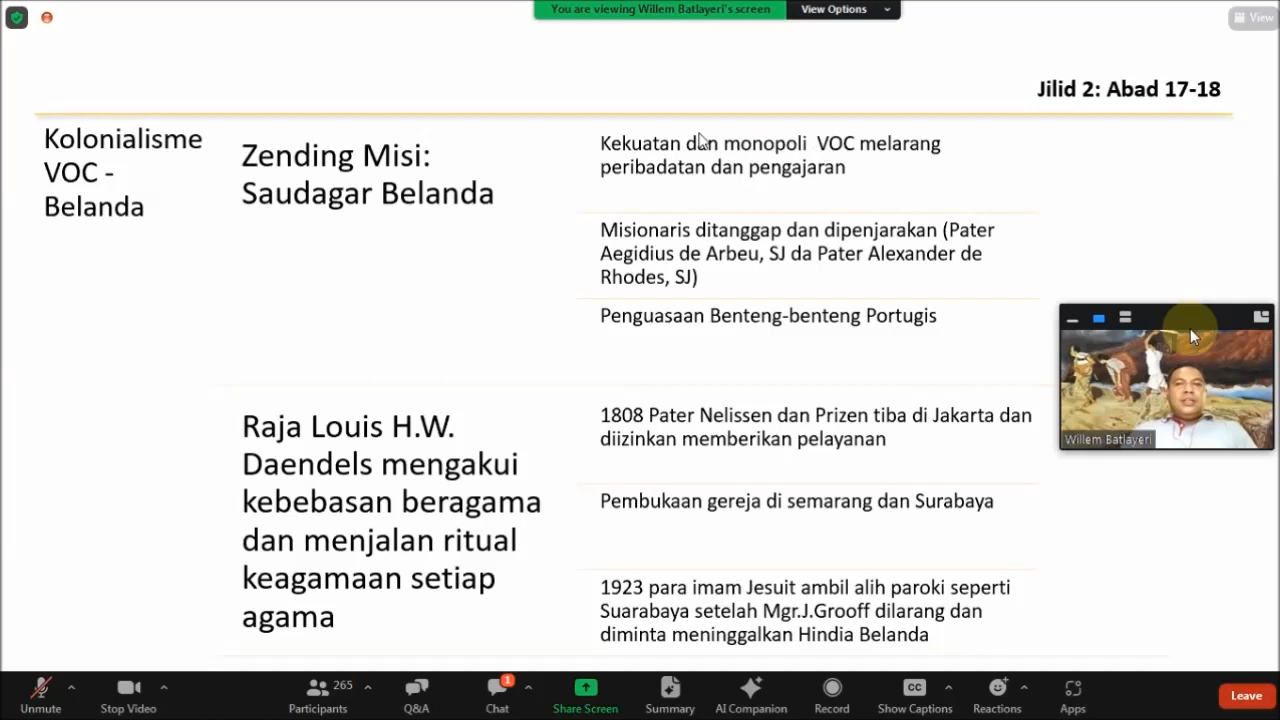 You are viewing Willem Batlayeri's screen
View Options
View
Jilid 2: Abad 17-18
Kolonialisme
VOC -
Belanda
Zending Misi:
Saudagar Belanda
Kekuatan dan monopoli VOC melarang
peribadatan dan pengajaran
Misionaris ditanggap dan dipenjarakan (Pater
Aegidius de Arbeu, SJ da Pater Alexander de
Rhodes, SJ)
Penguasaan Benteng-benteng Portugis
Raja Louis H.W.
Daendels mengakui
kebebasan beragama
dan menjalan ritual
keagamaan setiap
agama
1808 Pater Nelissen dan Prizen tiba di Jakarta dan
diizinkan memberikan pelayanan
Pembukaan gereja di semarang dan Surabaya
1923 para imam Jesuit ambil alih paroki seperti
Suarabaya setelah Mgr.J.Grooff dilarang dan
diminta meninggalkan Hindia Belanda
Willem Batlayeri
Unmute
Stop Video
Participants
265
Q&A
Chat
1
Share Screen
Summary
AI Companion
Record
CC
Show Captions
Reactions
Apps
Leave